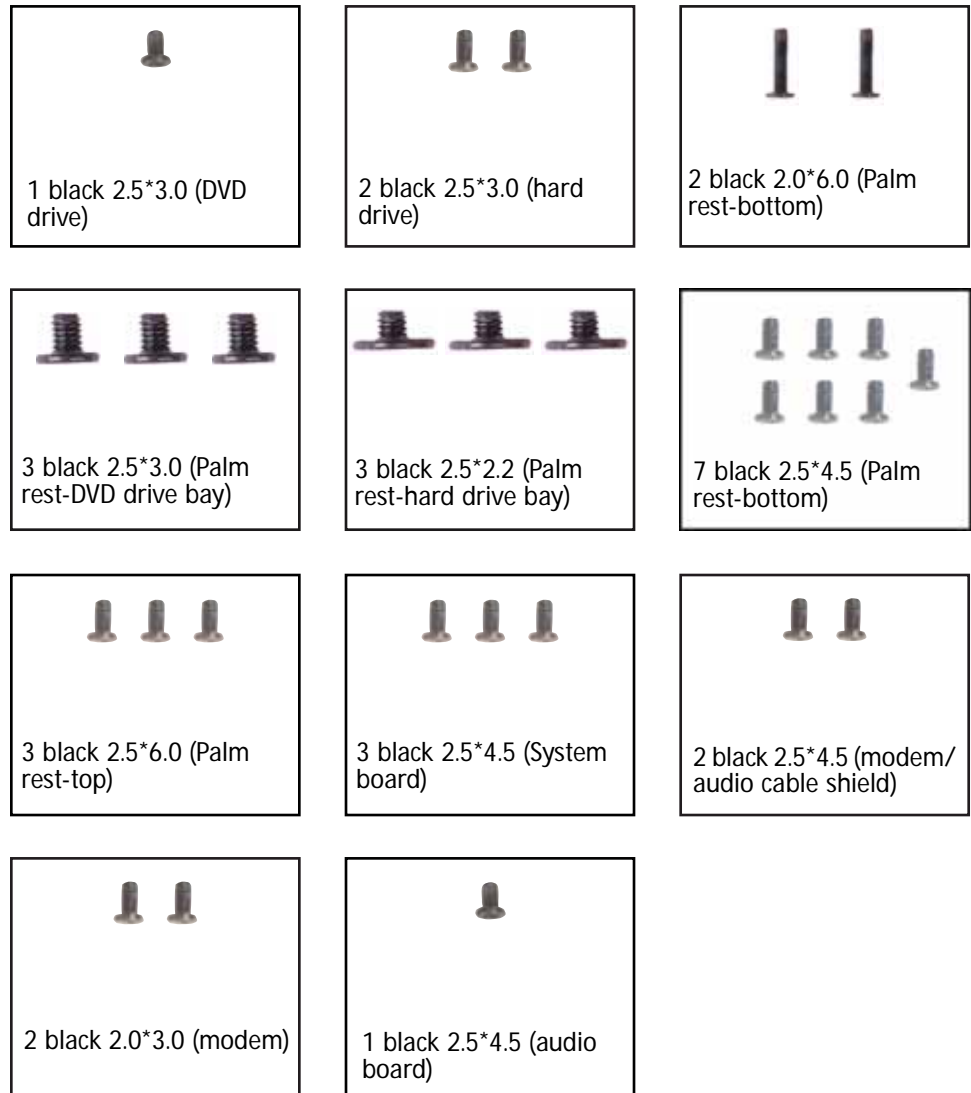 1 black 2.5*3.0 (DVD
drive)
2 black 2.5*3.0 (hard
drive)
2 black 2.0*6.0 (Palm
rest-bottom)
3 black 2.5*3.0 (Palm
rest-DVD drive bay)
3 black 2.5*2.2 (Palm
rest-hard drive bay)
7 black 2.5*4.5 (Palm
rest-bottom)
3 black 2.5*6.0 (Palm
rest-top)
3 black 2.5*4.5 (System
board)
2 black 2.5*4.5 (modem/
audio cable shield)
2 black 2.0*3.0 (modem)
1 black 2.5*4.5 (audio
board)